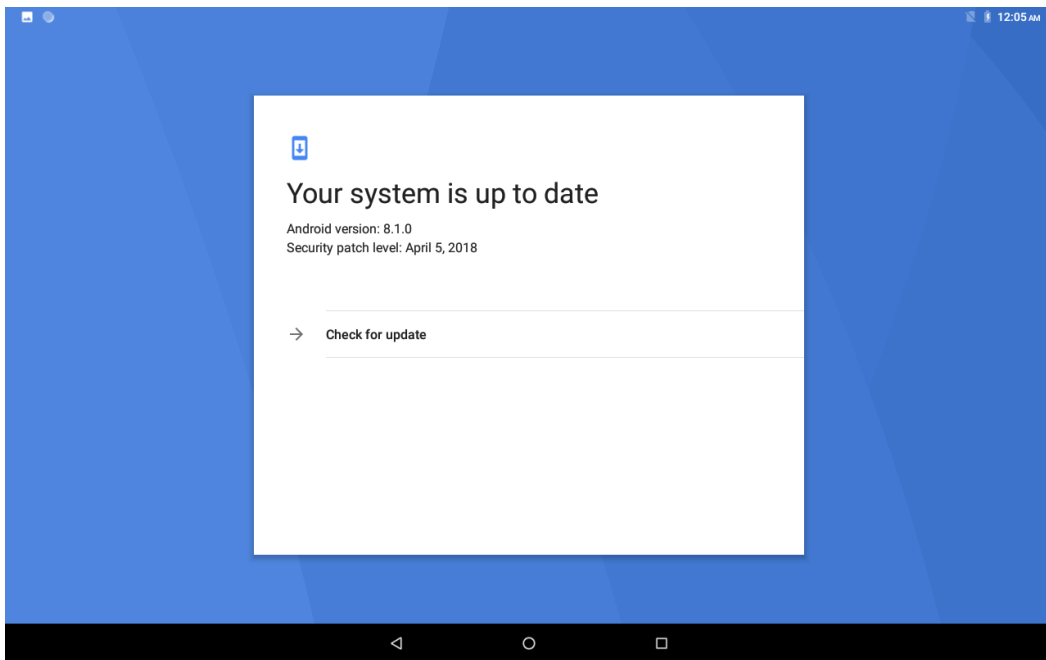 12:05 AM
Your system is up to date
Android version: 8.1.0
Security patch level: April 5, 2018
Check for update